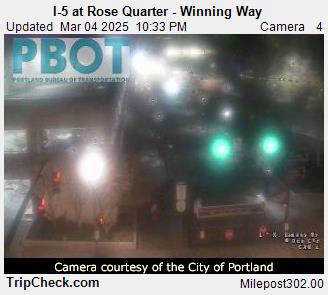 I-5 at Rose Quarter - Winning Way
Updated Mar 04 2025 10:33 PM Camera 4
PBOT
PORTLAND BUREAU OF TRANSPORTATION
Camera courtesy of the City of Portland
TripCheck.com Milepost302.00